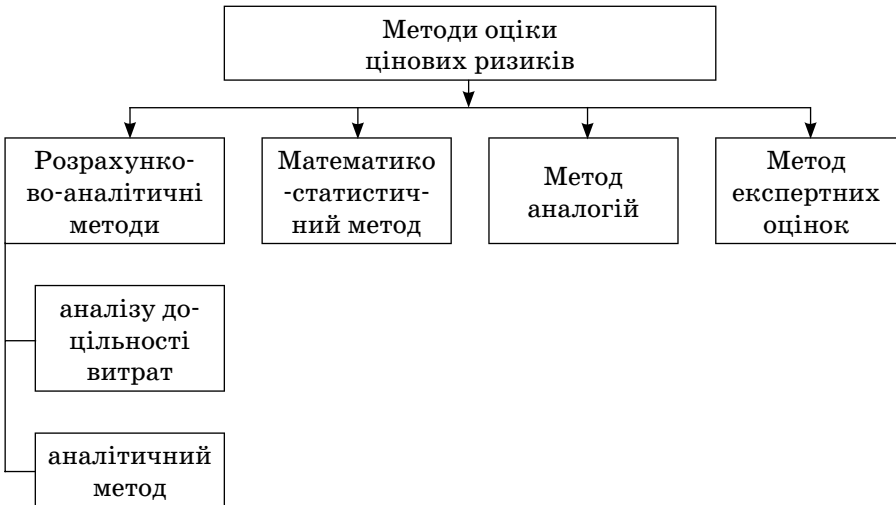 Методи оціки
цінових ризиків
Розрахунко-
во-аналітичні
методи
Математико
-статистич-
ний метод
Метод
аналогій
Метод
експертних
оцінок
аналізу до-
цільності
витрат
аналітичний
метод